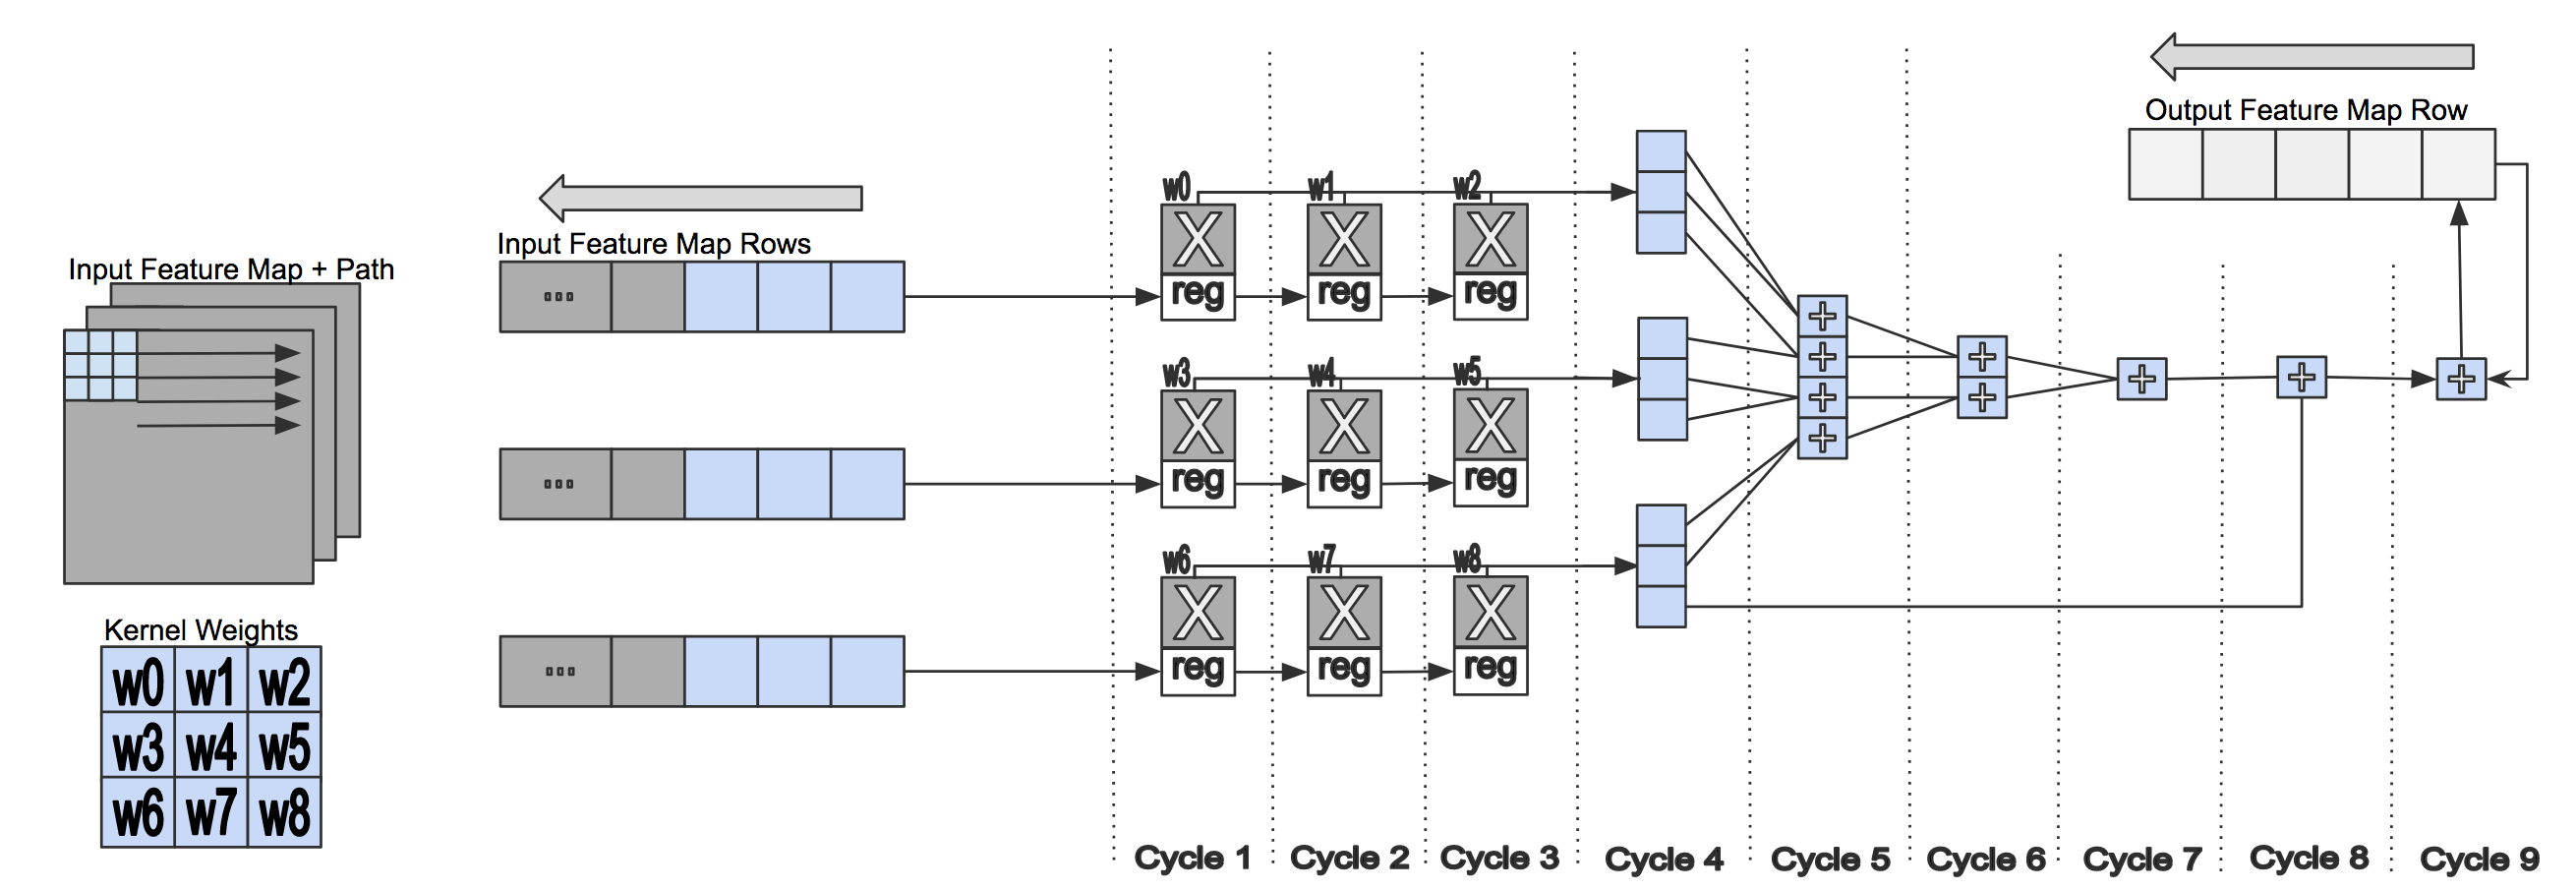 Output Feature Map Row
w0 w1 w2
X X X
Input Feature Map Rows
Input Feature Map + Path
... reg reg reg
+
w3 w4 w5
+ + + + +
X X X
+
+
+
... reg reg reg
w6 w7 w8
X X X
Kernel Weights
... reg reg reg
w0 w1 w2
w3 w4 w5
w6 w7 w8
Cycle 1 Cycle 2 Cycle 3 Cycle 4 Cycle 5 Cycle 6 Cycle 7 Cycle 8 Cycle 9